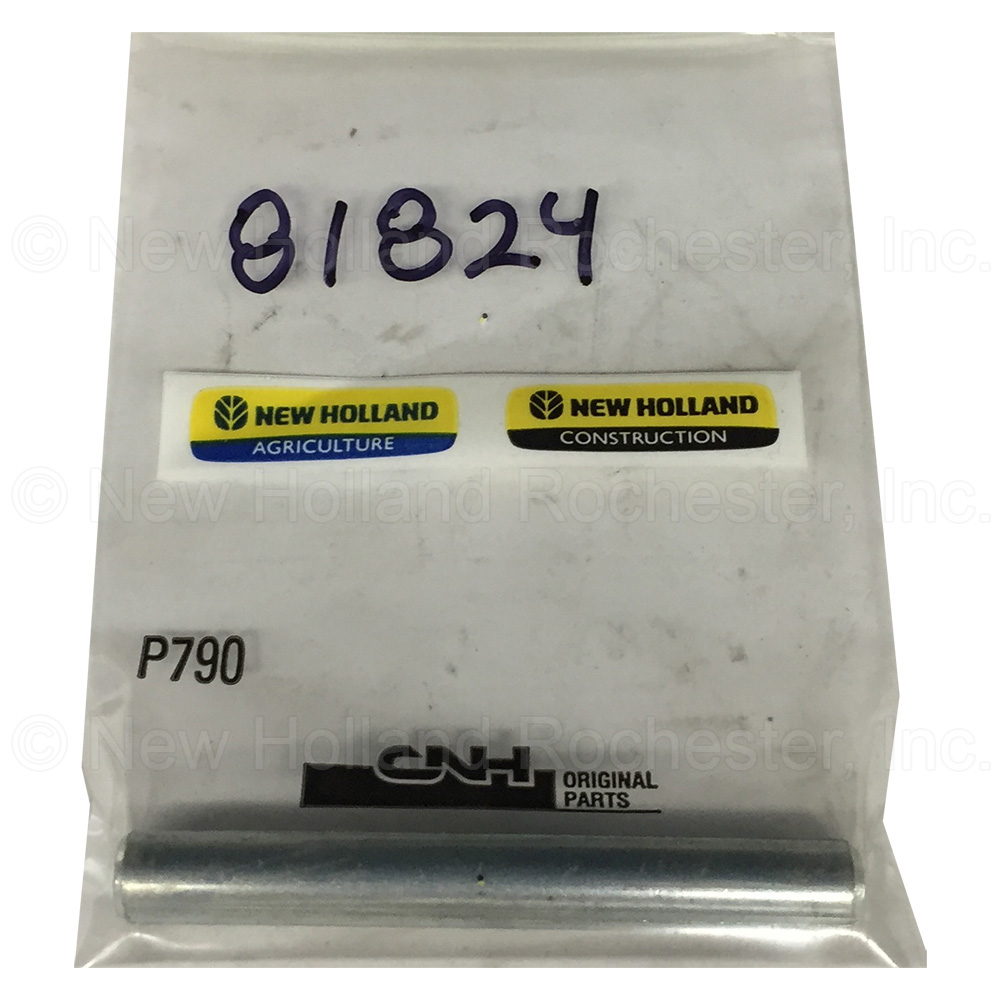 81824
© New Holland Rochester, Inc.
NEW HOLLAND
AGRICULTURE
NEW HOLLAND
CONSTRUCTION
© New Holland Rochester, Inc.
P790
© New Holland Rochester, Inc.
CNH
ORIGINAL
PARTS